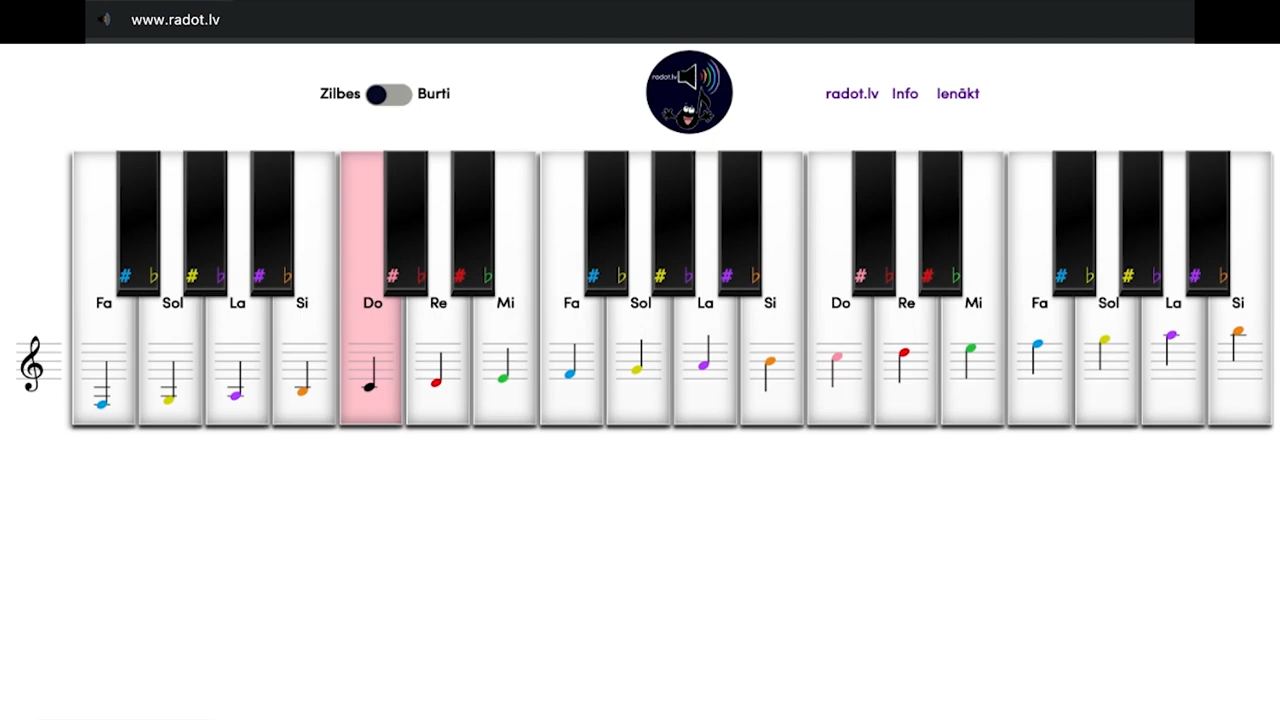 www.radot.lv
Zilbes Burti radot.lv radot.lv Info Ienākt
# ♭ # ♭ # ♭ # ♭ # ♭ # ♭ # ♭ # ♭ # ♭ # ♭ # ♭ # ♭ # ♭
Fa Sol La Si Do Re Mi Fa Sol La Si Do Re Mi Fa Sol La Si